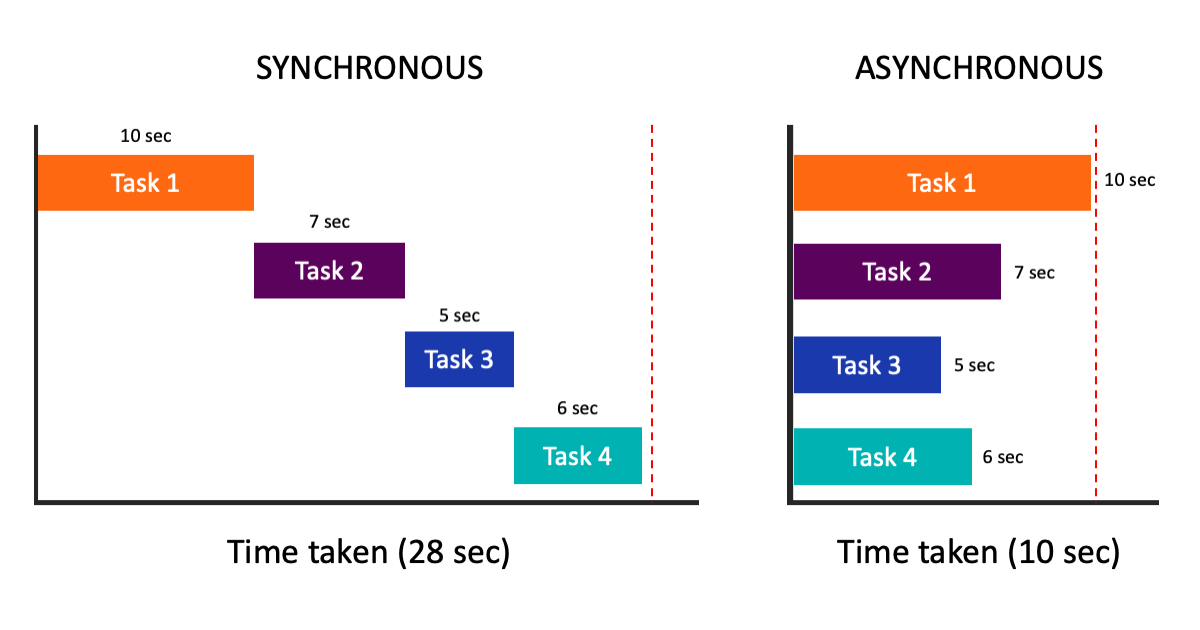 SYNCHRONOUS
10 sec
Task 1
7 sec
Task 2
5 sec
Task 3
6 sec
Task 4
Time taken (28 sec)
ASYNCHRONOUS
Task 1
10 sec
Task 2
7 sec
Task 3
5 sec
Task 4
6 sec
Time taken (10 sec)